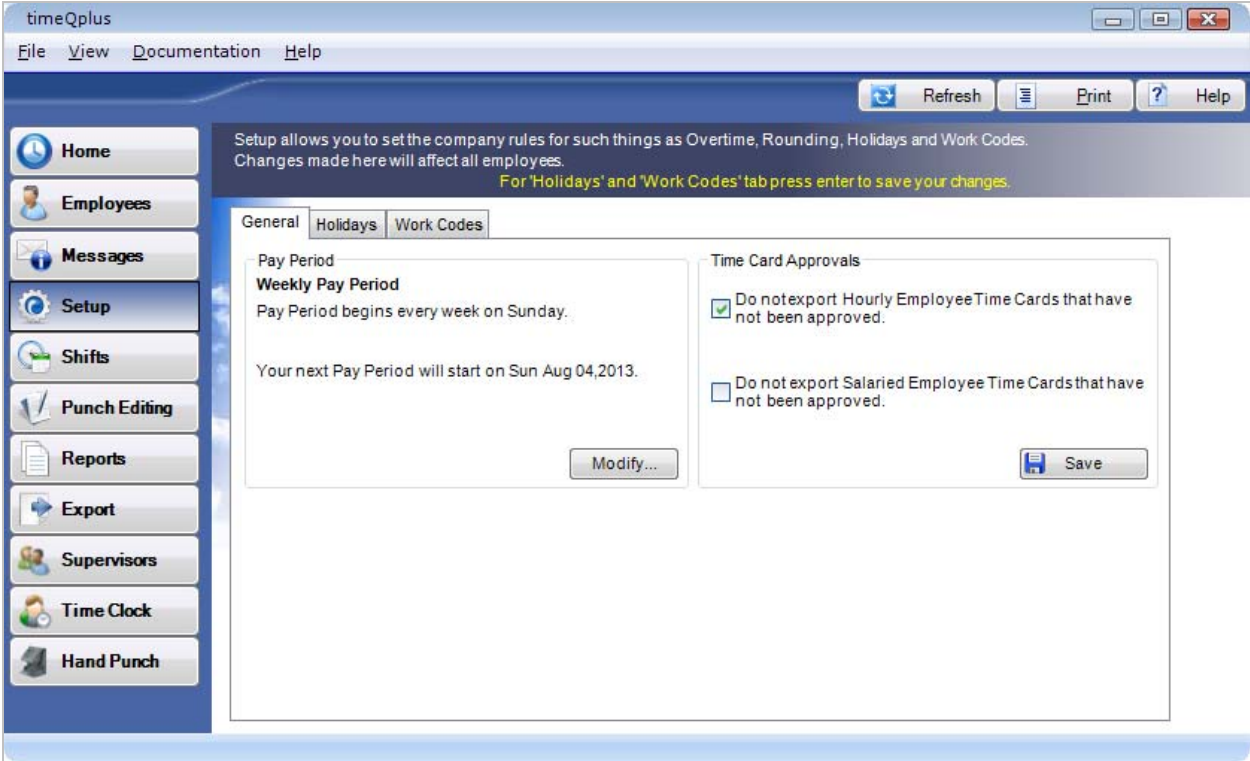 timeQplus
File View Documentation Help
Refresh Print Help
Home
Employees
Messages
Setup
Shifts
Punch Editing
Reports
Export
Supervisors
Time Clock
Hand Punch
Setup allows you to set the company rules for such things as Overtime, Rounding, Holidays and Work Codes.
Changes made here will affect all employees.
For 'Holidays' and 'Work Codes' tab press enter to save your changes.
General Holidays Work Codes
Pay Period
Weekly Pay Period
Pay Period begins every week on Sunday.
Your next Pay Period will start on Sun Aug 04,2013.
Modify...
Time Card Approvals
Do not export Hourly Employee Time Cards that have
not been approved.
Do not export Salaried Employee Time Cards that have
not been approved.
Save